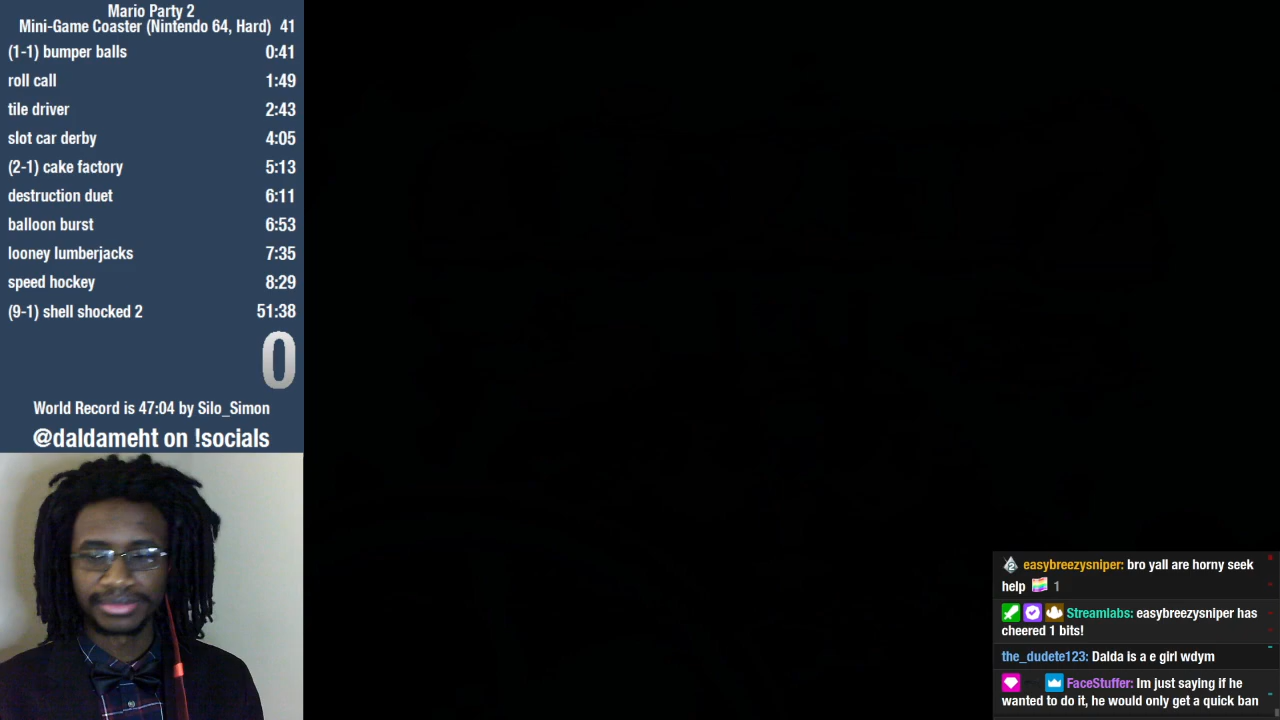 Mario Party 2
Mini-Game Coaster (Nintendo 64, Hard) 41
(1-1) bumper balls 0:41
roll call 1:49
tile driver 2:43
slot car derby 4:05
(2-1) cake factory 5:13
destruction duet 6:11
balloon burst 6:53
looney lumberjacks 7:35
speed hockey 8:29
(9-1) shell shocked 2 51:38
0
World Record is 47:04 by Silo_Simon
@daldameht on !socials
2 easybreezysniper: bro yall are horny seek
help 1
Streamlabs: easybreezysniper has
cheered 1 bits!
the_dudete123: Dalda is a e girl wdym
FaceStuffer: Im just saying if he
wanted to do it, he would only get a quick ban